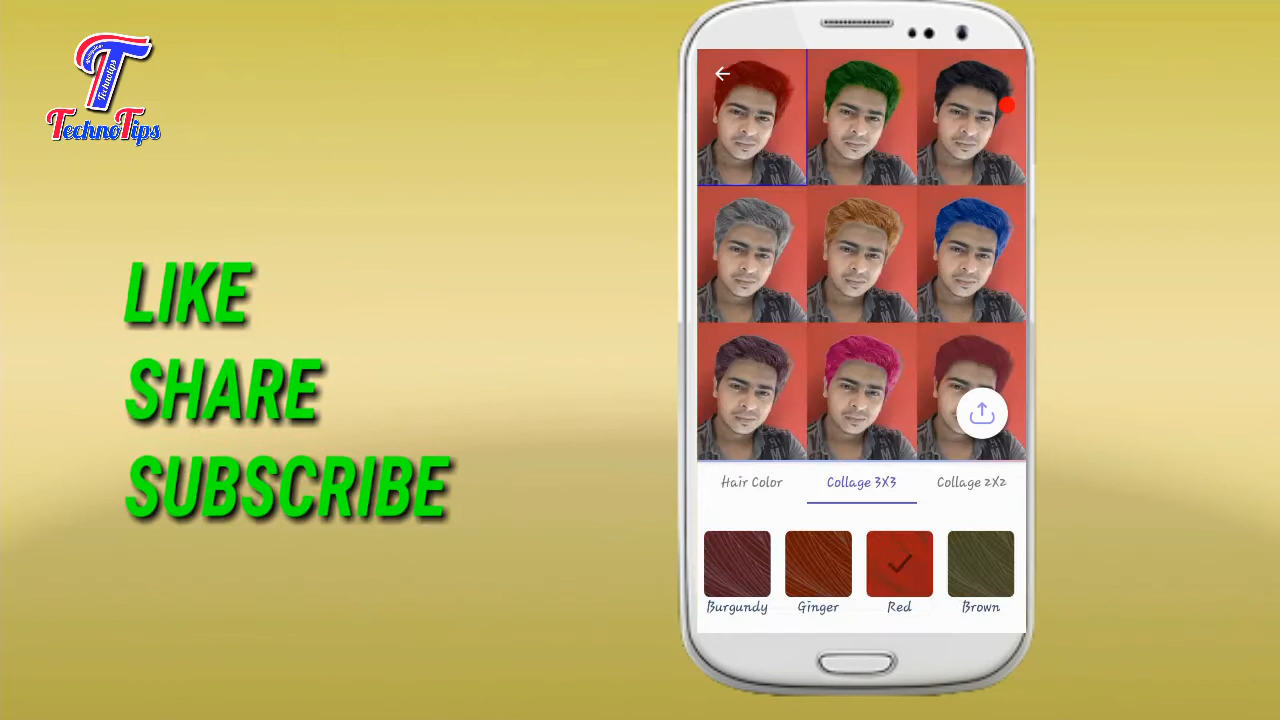 TechnoTips
LIKE
SHARE
SUBSCRIBE
Hair Color
Collage 3X3
Collage 2X2
Burgundy
Ginger
Red
Brown